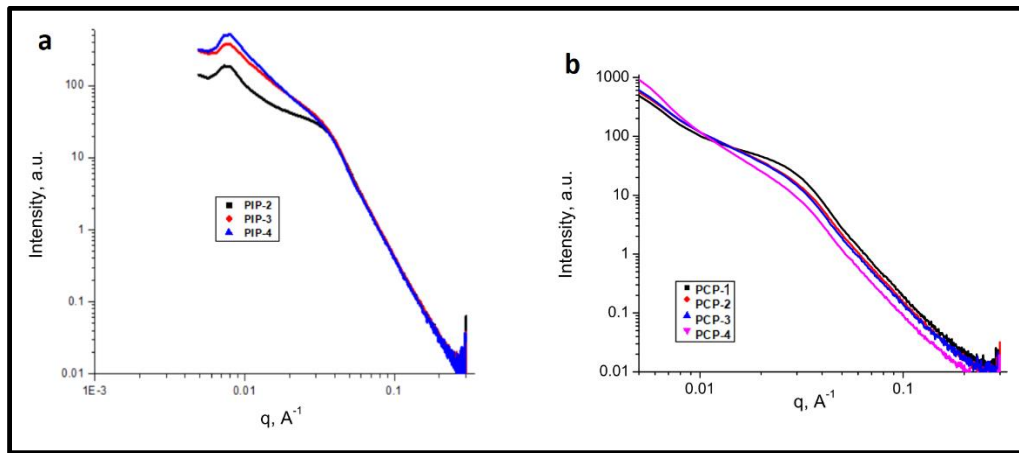 a
100
10
1
0.1
0.01
1E-3
0.01
0.1
Intensity, a.u.
q, A-1
PIP-2
PIP-3
PIP-4
b
1000
100
10
1
0.1
0.01
0.01
0.1
Intensity, a.u.
q, A-1
PCP-1
PCP-2
PCP-3
PCP-4